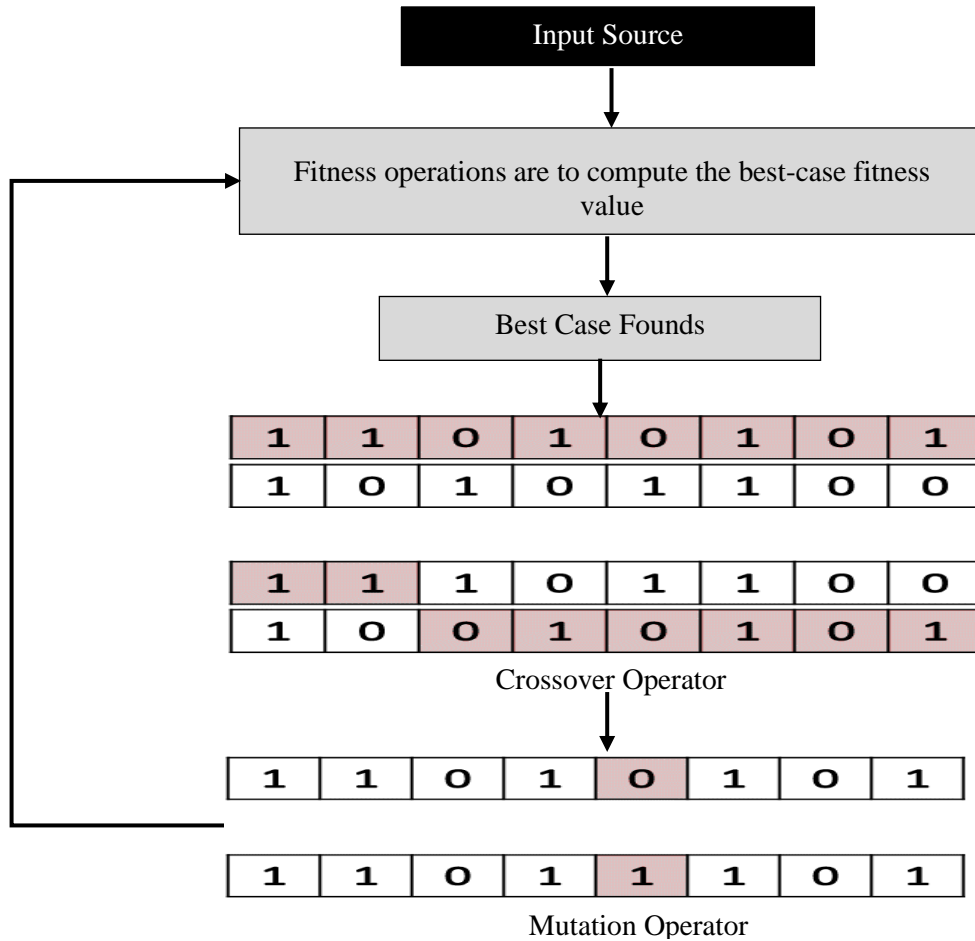 Input Source
Fitness operations are to compute the best-case fitness
value
Best Case Founds
1 1 0 1 0 1 0 1
1 0 1 0 1 1 0 0
1 1 1 0 1 1 0 0
1 0 0 1 0 1 0 1
Crossover Operator
1 1 0 1 0 1 0 1
1 1 0 1 1 1 0 1
Mutation Operator